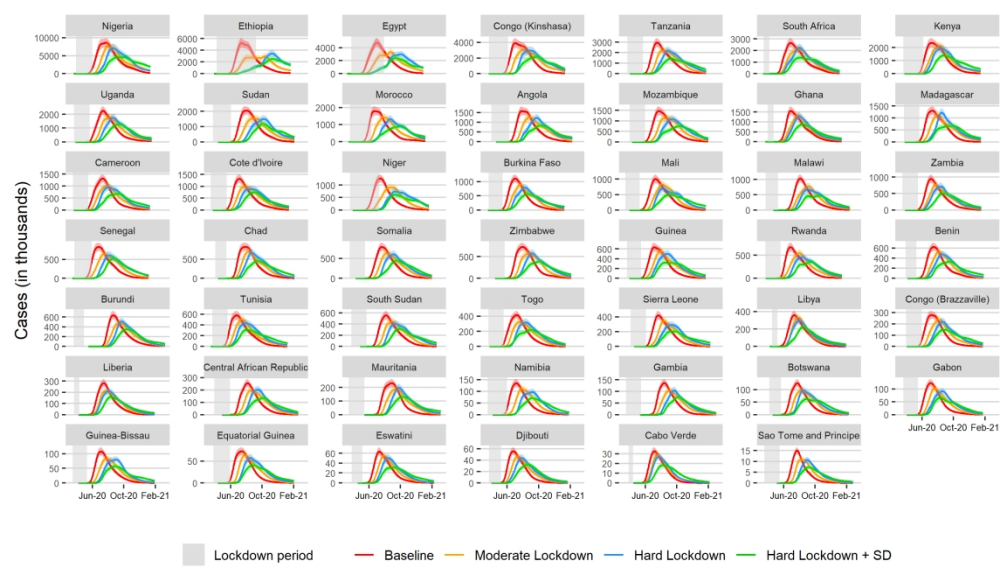 Cases (in thousands)
Nigeria Ethiopia Egypt Congo (Kinshasa) Tanzania South Africa Kenya
10000 7500 5000 2500 0
6000 4000 2000 0
4000 2000 0
4000 2000 0
3000 2000 1000 0
3000 2000 1000 0
2000 1000 0
Uganda Sudan Morocco Angola Mozambique Ghana Madagascar
2000 1000 0
2000 1000 0
2000 1000 0
1500 1000 500 0
1500 1000 500 0
1500 1000 500 0
1500 1000 500 0
Cameroon Cote d'Ivoire Niger Burkina Faso Mali Malawi Zambia
1500 1000 500 0
1500 1000 500 0
1000 500 0
1000 500 0
1000 500 0
1000 500 0
1000 500 0
Senegal Chad Somalia Zimbabwe Guinea Rwanda Benin
500 0
500 0
500 0
750 500 250 0
600 400 200 0
750 500 250 0
600 400 200 0
Burundi Tunisia South Sudan Togo Sierra Leone Libya Congo (Brazzaville)
600 400 200 0
600 400 200 0
600 400 200 0
400 200 0
400 200 0
400 200 0
300 200 100 0
Liberia Central African Republic Mauritania Namibia Gambia Botswana Gabon
300 200 100 0
300 200 100 0
200 100 0
150 100 50 0
150 100 50 0
150 100 50 0
100 50 0
Jun-20 Oct-20 Feb-21
Guinea-Bissau Equatorial Guinea Eswatini Djibouti Cabo Verde Sao Tome and Principe
100 50 0
50 0
60 40 20 0
60 40 20 0
30 20 10 0
15 10 5 0
Jun-20 Oct-20 Feb-21 Jun-20 Oct-20 Feb-21 Jun-20 Oct-20 Feb-21 Jun-20 Oct-20 Feb-21 Jun-20 Oct-20 Feb-21 Jun-20 Oct-20 Feb-21
Lockdown period Baseline Moderate Lockdown Hard Lockdown Hard Lockdown + SD